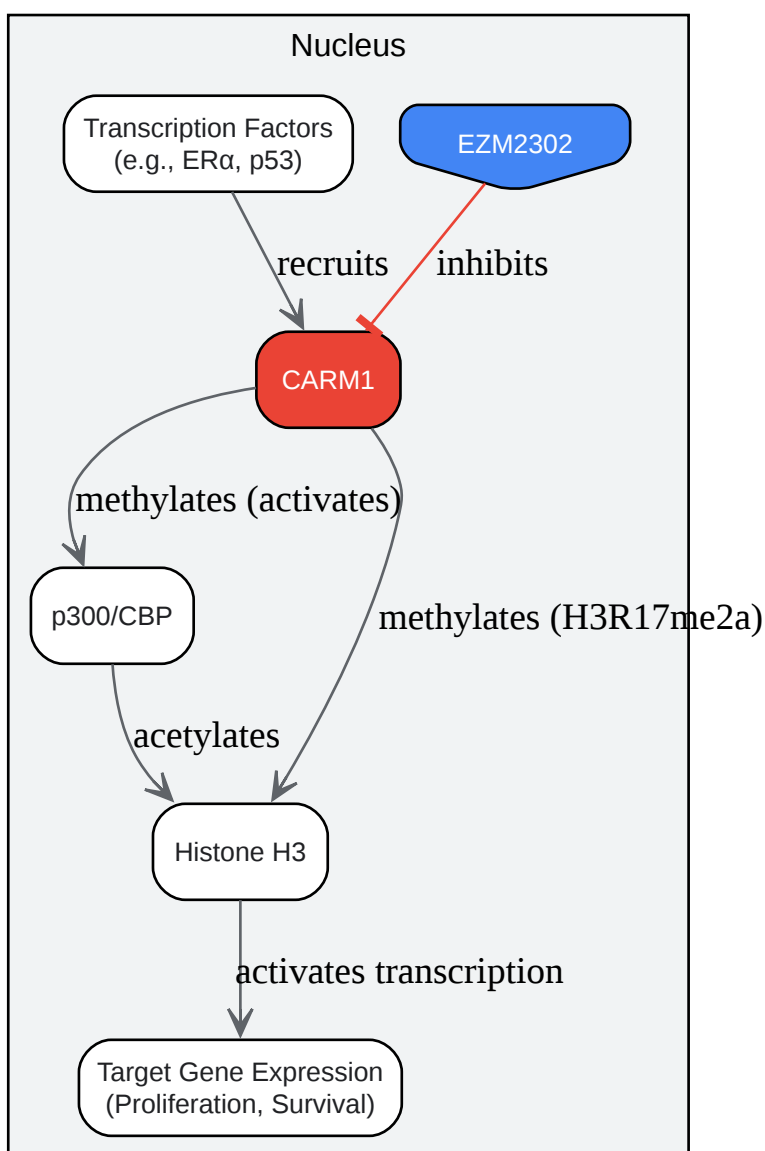 Nucleus
Transcription Factors
(e.g., ERα, p53)
EZM2302
recruits
inhibits
CARM1
methylates (activates)
p300/CBP
methylates (H3R17me2a)
acetylates
Histone H3
activates transcription
Target Gene Expression
(Proliferation, Survival)